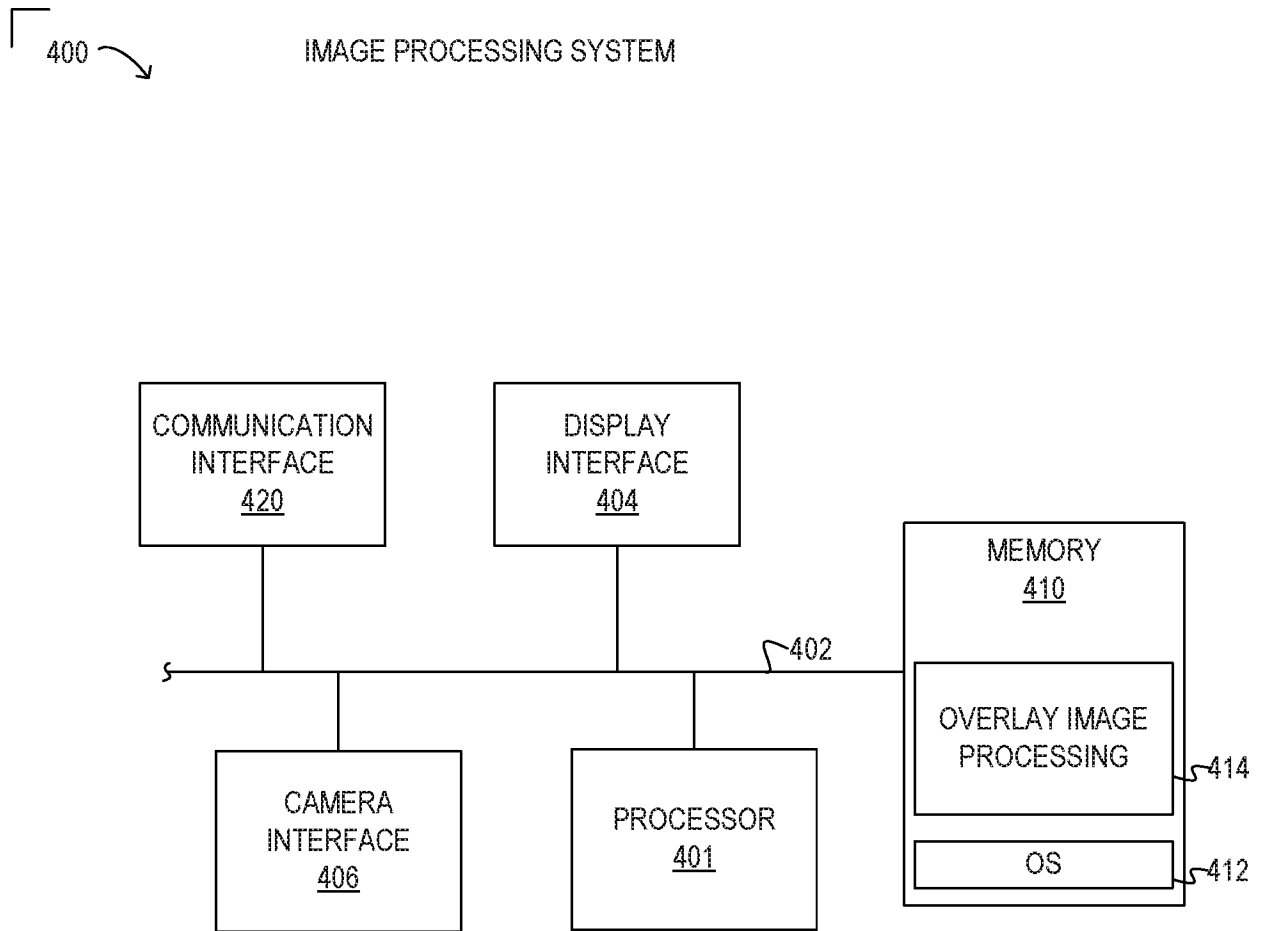 400
IMAGE PROCESSING SYSTEM
COMMUNICATION
INTERFACE
420
DISPLAY
INTERFACE
404
MEMORY
410
402
OVERLAY IMAGE
PROCESSING
414
CAMERA
INTERFACE
406
PROCESSOR
401
OS
412